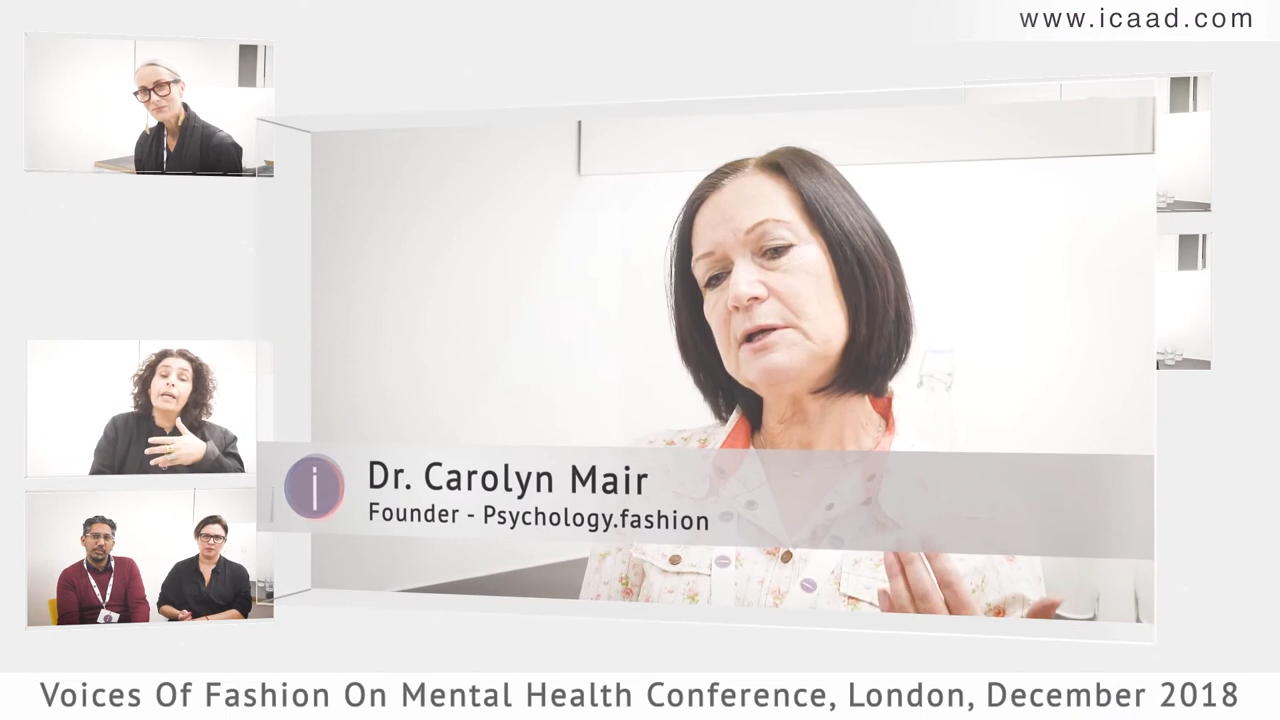 www.icaad.com
i
Dr. Carolyn Mair
Founder - Psychology.fashion
Voices Of Fashion On Mental Health Conference, London, December 2018